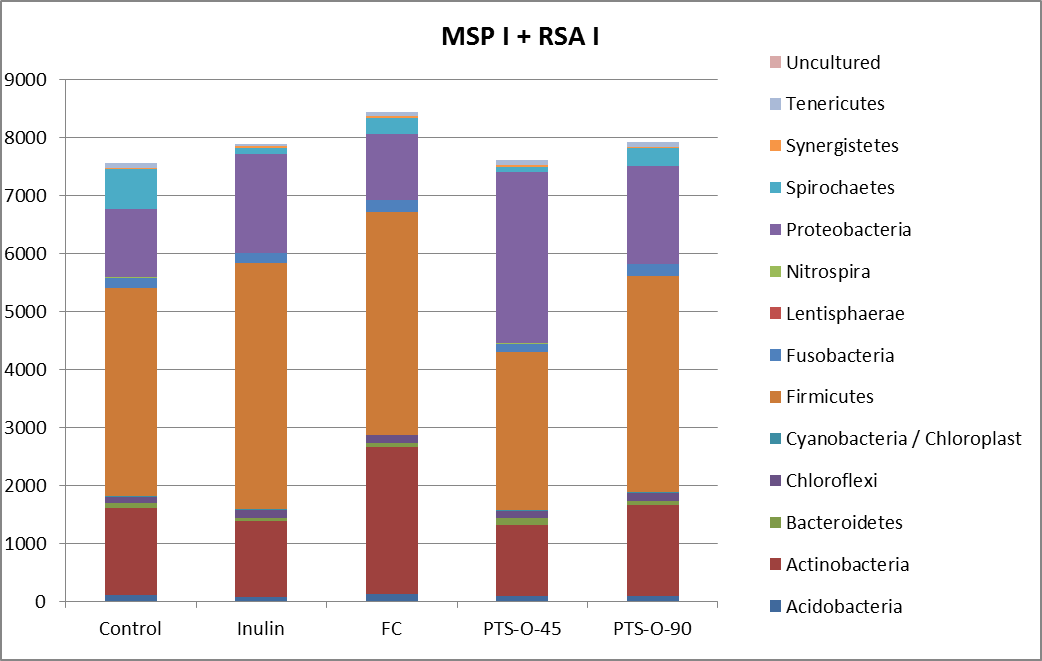 MSP I + RSA I
9000
8000
7000
6000
5000
4000
3000
2000
1000
0
Control
Inulin
FC
PTS-O-45
PTS-O-90
Uncultured
Tenericutes
Synergistetes
Spirochaetes
Proteobacteria
Nitrospira
Lentisphaerae
Fusobacteria
Firmicutes
Cyanobacteria / Chloroplast
Chloroflexi
Bacteroidetes
Actinobacteria
Acidobacteria